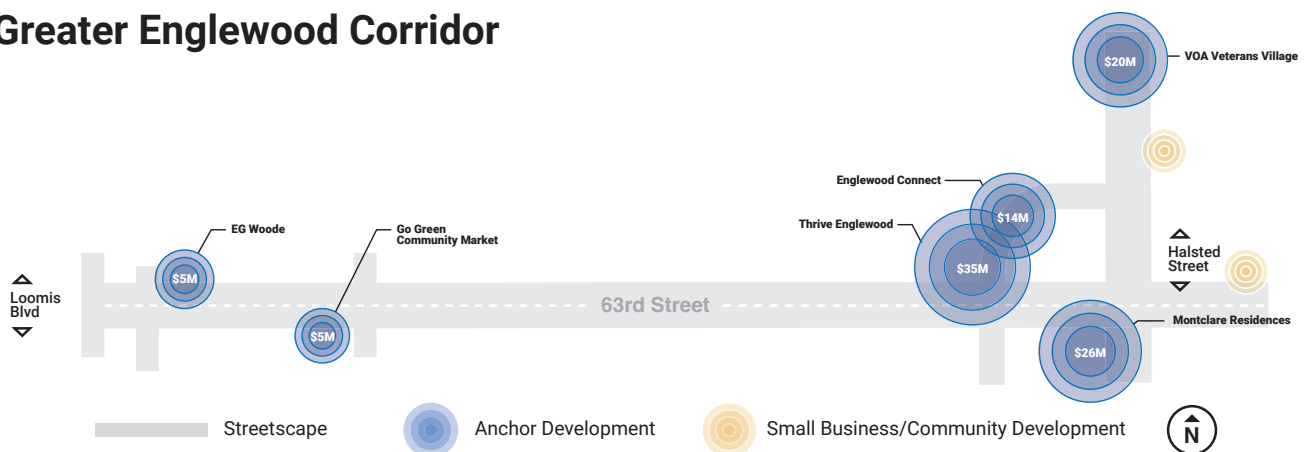 Greater Englewood Corridor
$20M
VOA Veterans Village
Englewood Connect
$14M
Thrive Englewood
$35M
EG Woode
$5M
Go Green
Community Market
$5M
Halsted
Street
Loomis
Blvd
63rd Street
Montclare Residences
$26M
Streetscape
Anchor Development
Small Business/Community Development
N